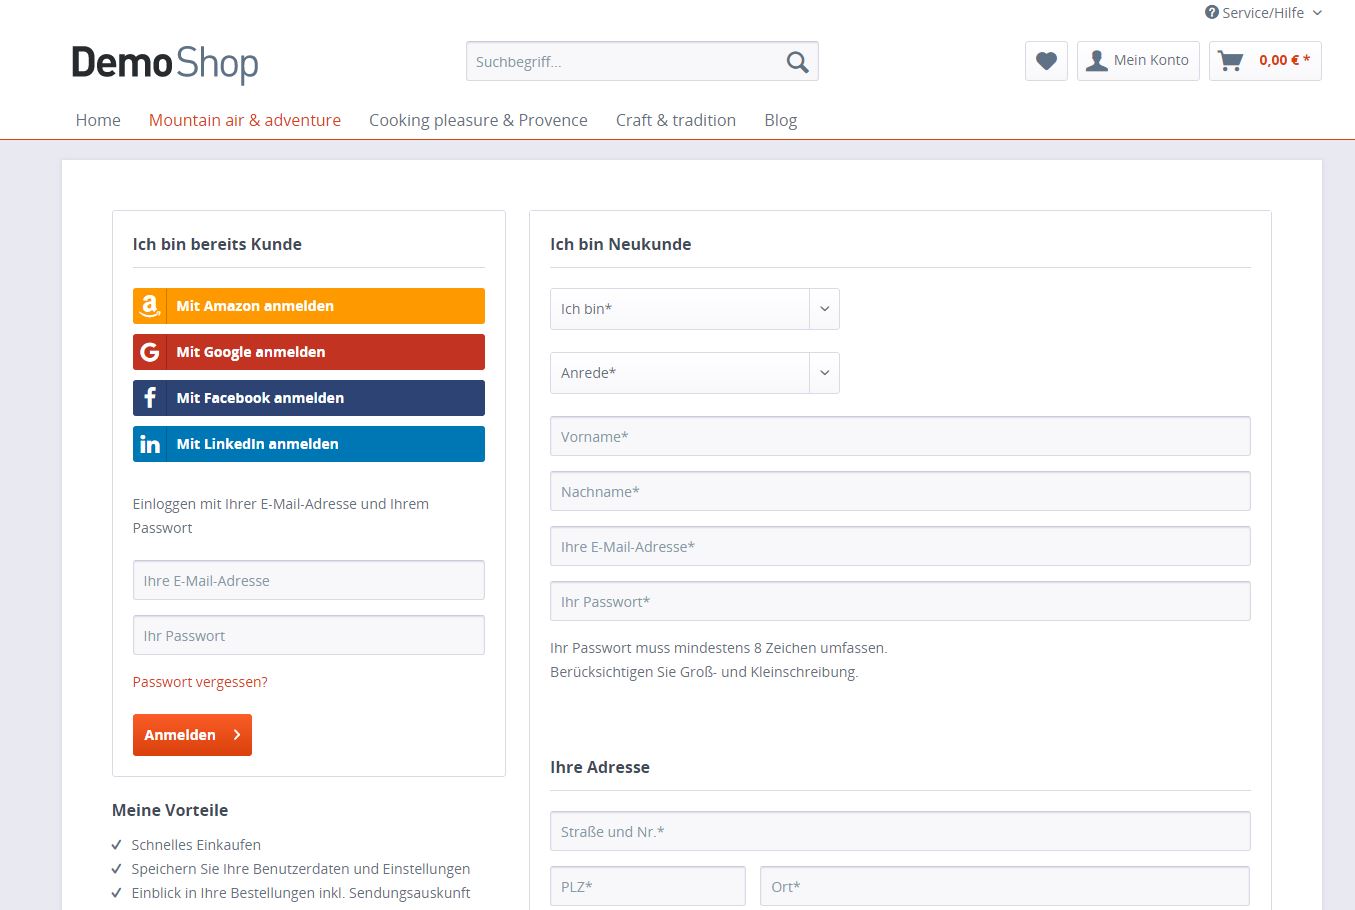 Service/Hilfe
DemoShop
Suchbegriff...
Mein Konto
0,00 € *
Home
Mountain air & adventure
Cooking pleasure & Provence
Craft & tradition
Blog
Ich bin bereits Kunde
Mit Amazon anmelden
Mit Google anmelden
Mit Facebook anmelden
Mit LinkedIn anmelden
Einloggen mit Ihrer E-Mail-Adresse und Ihrem
Passwort
Ihre E-Mail-Adresse
Ihr Passwort
Passwort vergessen?
Anmelden
Meine Vorteile
Schnelles Einkaufen
Speichern Sie Ihre Benutzerdaten und Einstellungen
Einblick in Ihre Bestellungen inkl. Sendungsauskunft
Ich bin Neukunde
Ich bin*
Anrede*
Vorname*
Nachname*
Ihre E-Mail-Adresse*
Ihr Passwort*
Ihr Passwort muss mindestens 8 Zeichen umfassen.
Berücksichtigen Sie Groß- und Kleinschreibung.
Ihre Adresse
Straße und Nr.*
PLZ*
Ort*